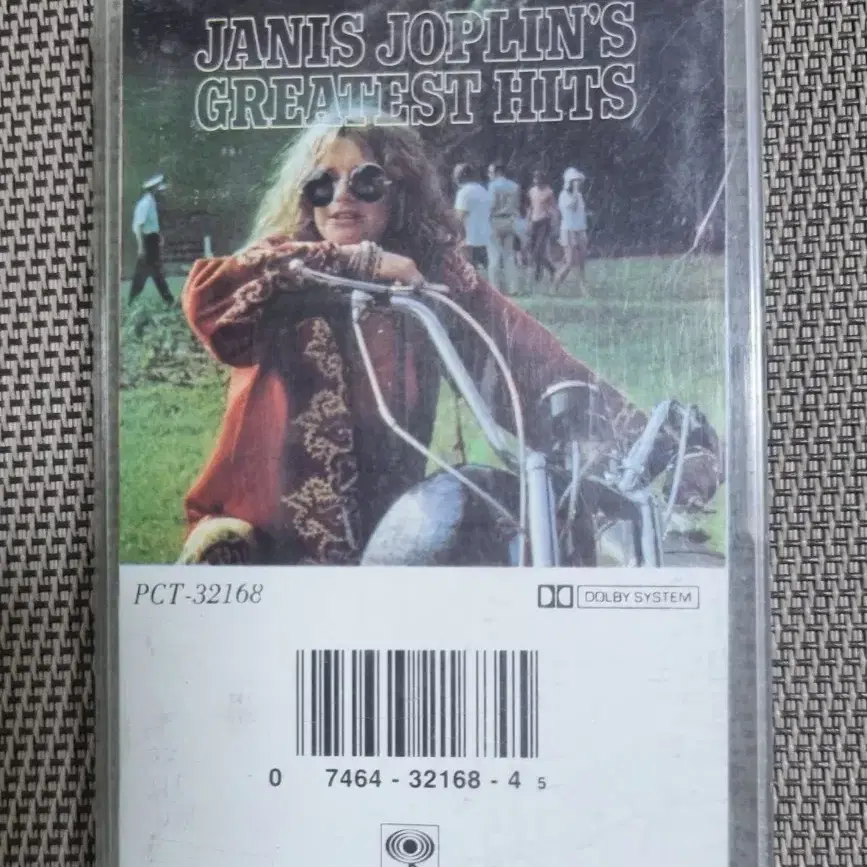 JANIS JOPLIN'S
GREATEST HITS
PCT-32168
DOLBY SYSTEM
0 7464-32168-4 5